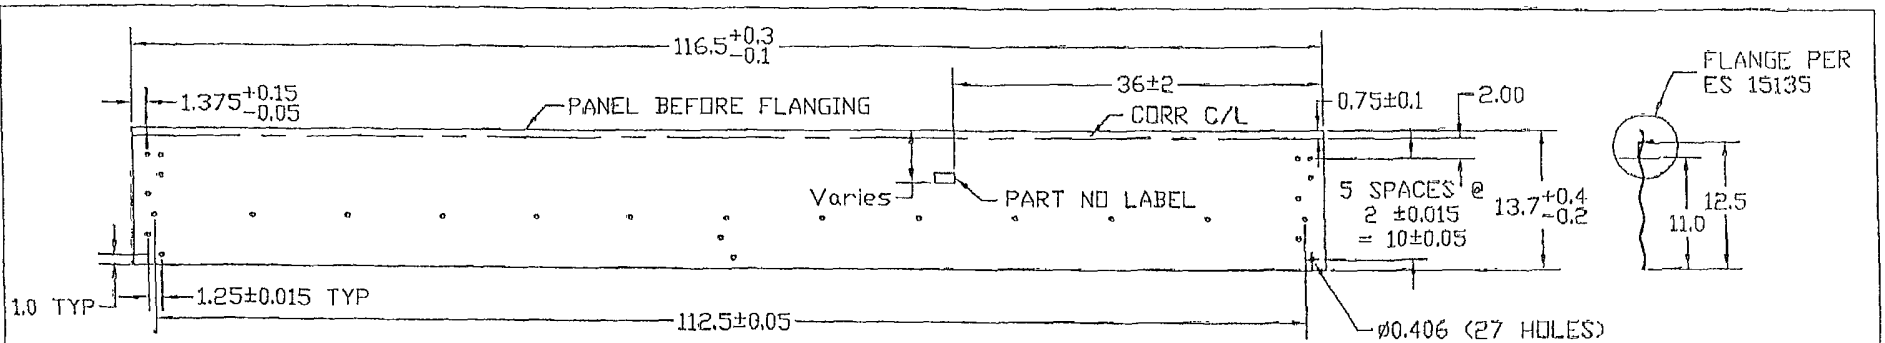 116.5+0.3
-0.1
36±2
FLANGE PER
ES 15135
1.375+0.15
-0.05
PANEL BEFORE FLANGING
CORR C/L
0.75±0.1
2.00
Varies
PART NO LABEL
5 SPACES @
2 ±0.015
= 10±0.05
13.7+0.4
-0.2
11.0
12.5
1.0 TYP
1.25±0.015 TYP
112.5±0.05
Ø0.406 (27 HOLES)